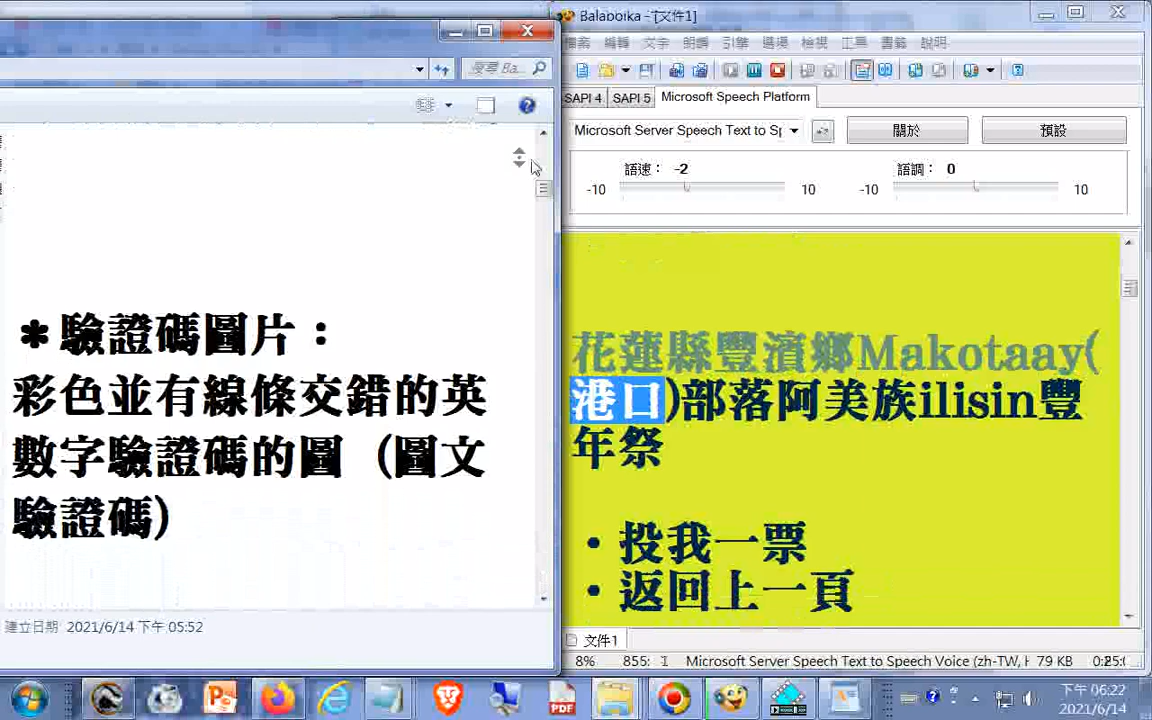 Balabolka - [文件1]
檔案 編輯 文字 朗讀 引擎 選項 檢視 工具 書籤 說明
搜尋 Ba...
SAPI 4 SAPI 5 Microsoft Speech Platform
Microsoft Server Speech Text to Sp 關於 預設
語速： -2 語調： 0
-10 10 -10 10
＊驗證碼圖片：
彩色並有線條交錯的英
數字驗證碼的圖（圖文
驗證碼)
建立日期: 2021/6/14 下午 05:52
花蓮縣豐濱鄉Makotaay(
港口)部落阿美族ilisin豐
年祭
・投我一票
・返回上一頁
文件1
8% 855: Microsoft Server Speech Text to Speech Voice (zh-TW, H 79 KB
下午 06:22
2021/6/14